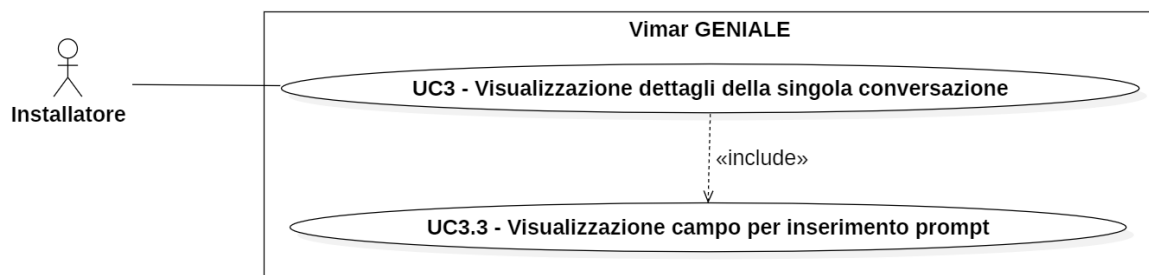 Vimar GENIALE
Installatore
UC3 - Visualizzazione dettagli della singola conversazione
«include»
UC3.3 - Visualizzazione campo per inserimento prompt